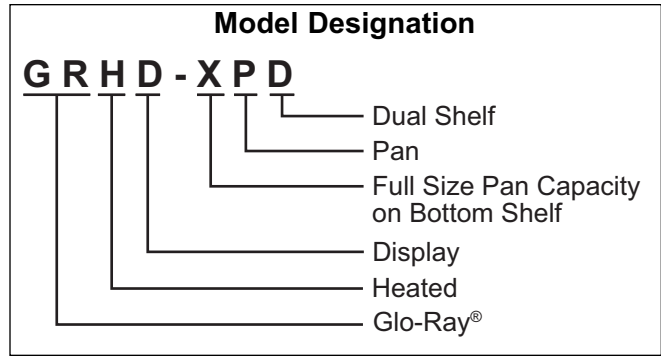 Model Designation
G R H D - X P D
Dual Shelf
Pan
Full Size Pan Capacity
on Bottom Shelf
Display
Heated
Glo-Ray®